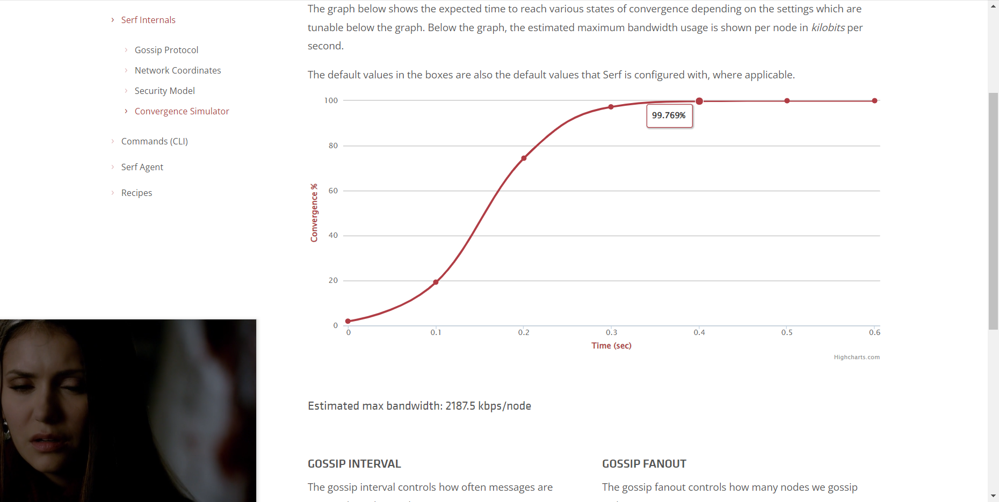 Serf Internals
Gossip Protocol
Network Coordinates
Security Model
Convergence Simulator
Commands (CLI)
Serf Agent
Recipes
The graph below shows the expected time to reach various states of convergence depending on the settings which are
tunable below the graph. Below the graph, the estimated maximum bandwidth usage is shown per node in kilobits per
second.
The default values in the boxes are also the default values that Serf is configured with, where applicable.
100
80
60
40
20
0
Convergence %
99.769%
0 0.1 0.2 0.3 0.4 0.5 0.6
Time (sec)
Highcharts.com
Estimated max bandwidth: 2187.5 kbps/node
GOSSIP INTERVAL
The gossip interval controls how often messages are
GOSSIP FANOUT
The gossip fanout controls how many nodes we gossip